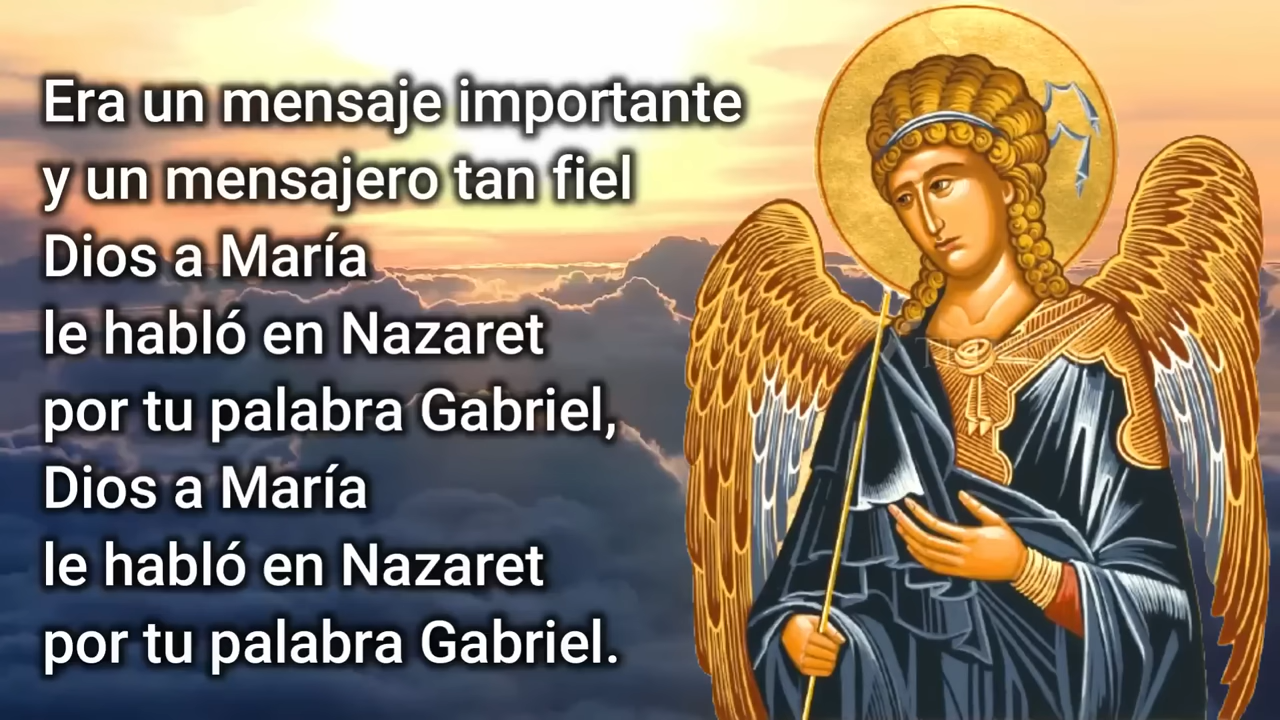 Era un mensaje importante
y un mensajero tan fiel
Dios a María
le habló en Nazaret
por tu palabra Gabriel,
Dios a María
le habló en Nazaret
por tu palabra Gabriel.